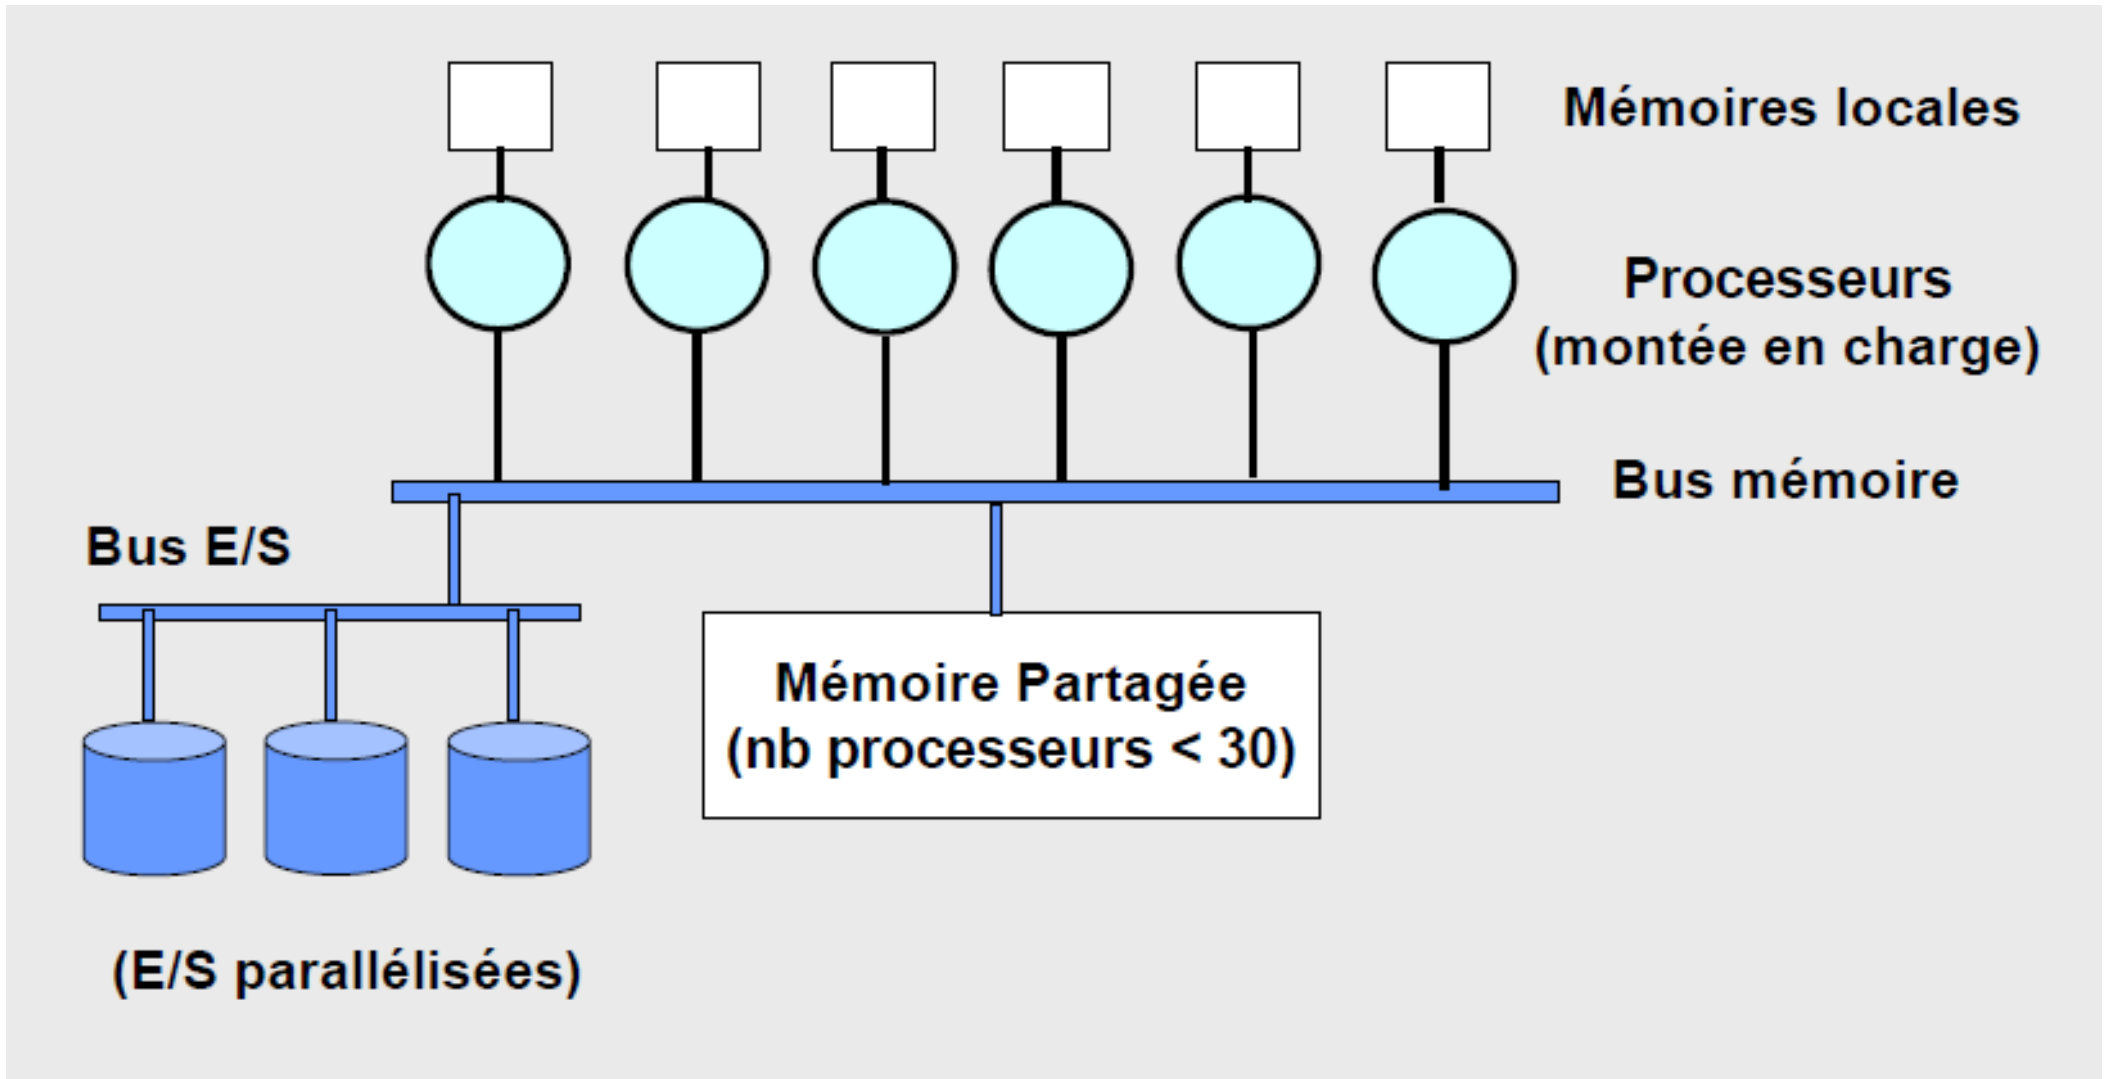 Mémoires locales
Processeurs
(montée en charge)
Bus mémoire
Bus E/S
Mémoire Partagée
(nb processeurs < 30)
(E/S parallélisées)